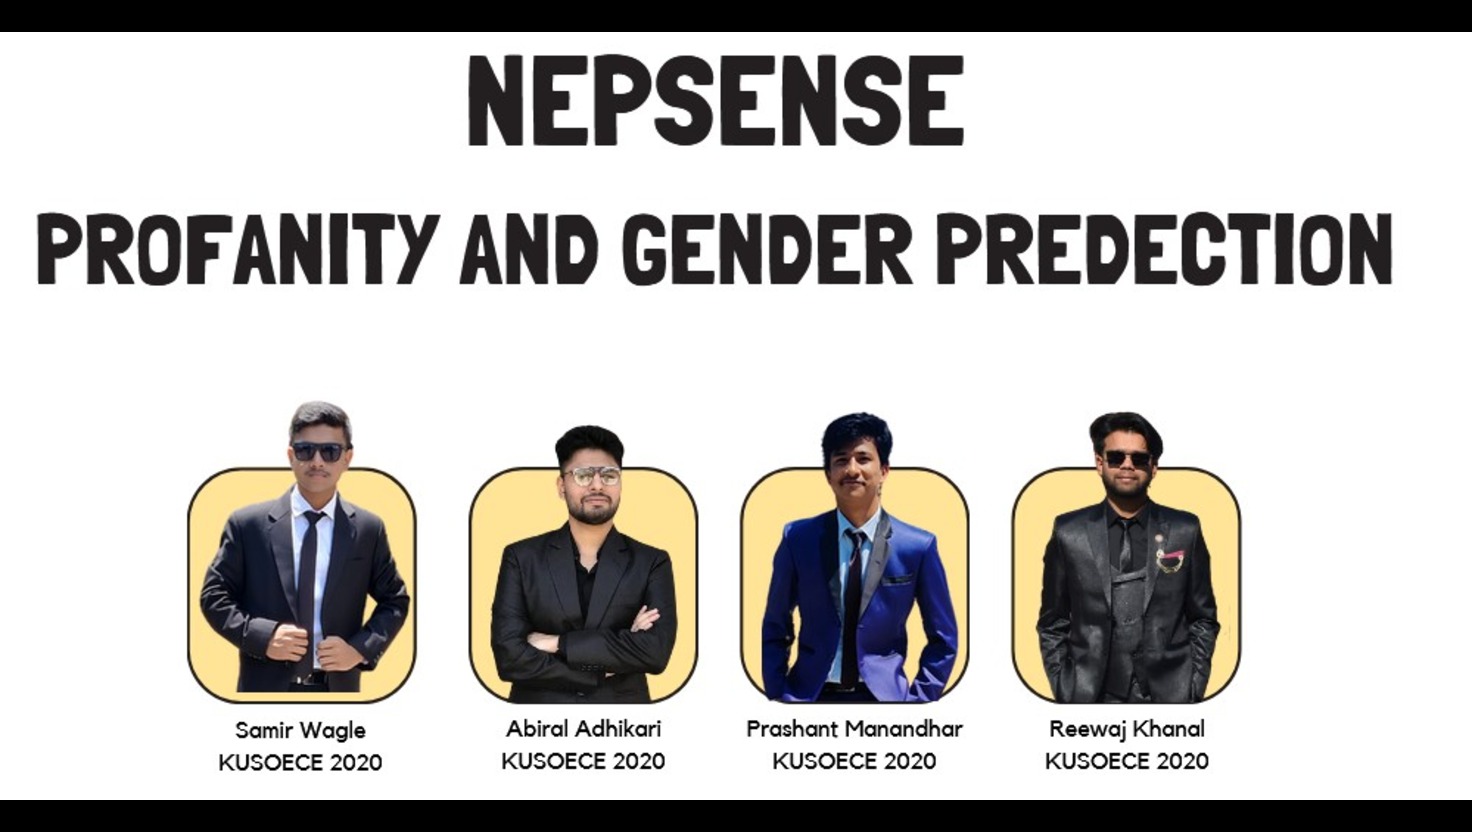 NEPSENSE
PROFANITY AND GENDER PREDECTION
Samir Wagle
KUSOECE 2020
Abiral Adhikari
KUSOECE 2020
Prashant Manandhar
KUSOECE 2020
Reewaj Khanal
KUSOECE 2020